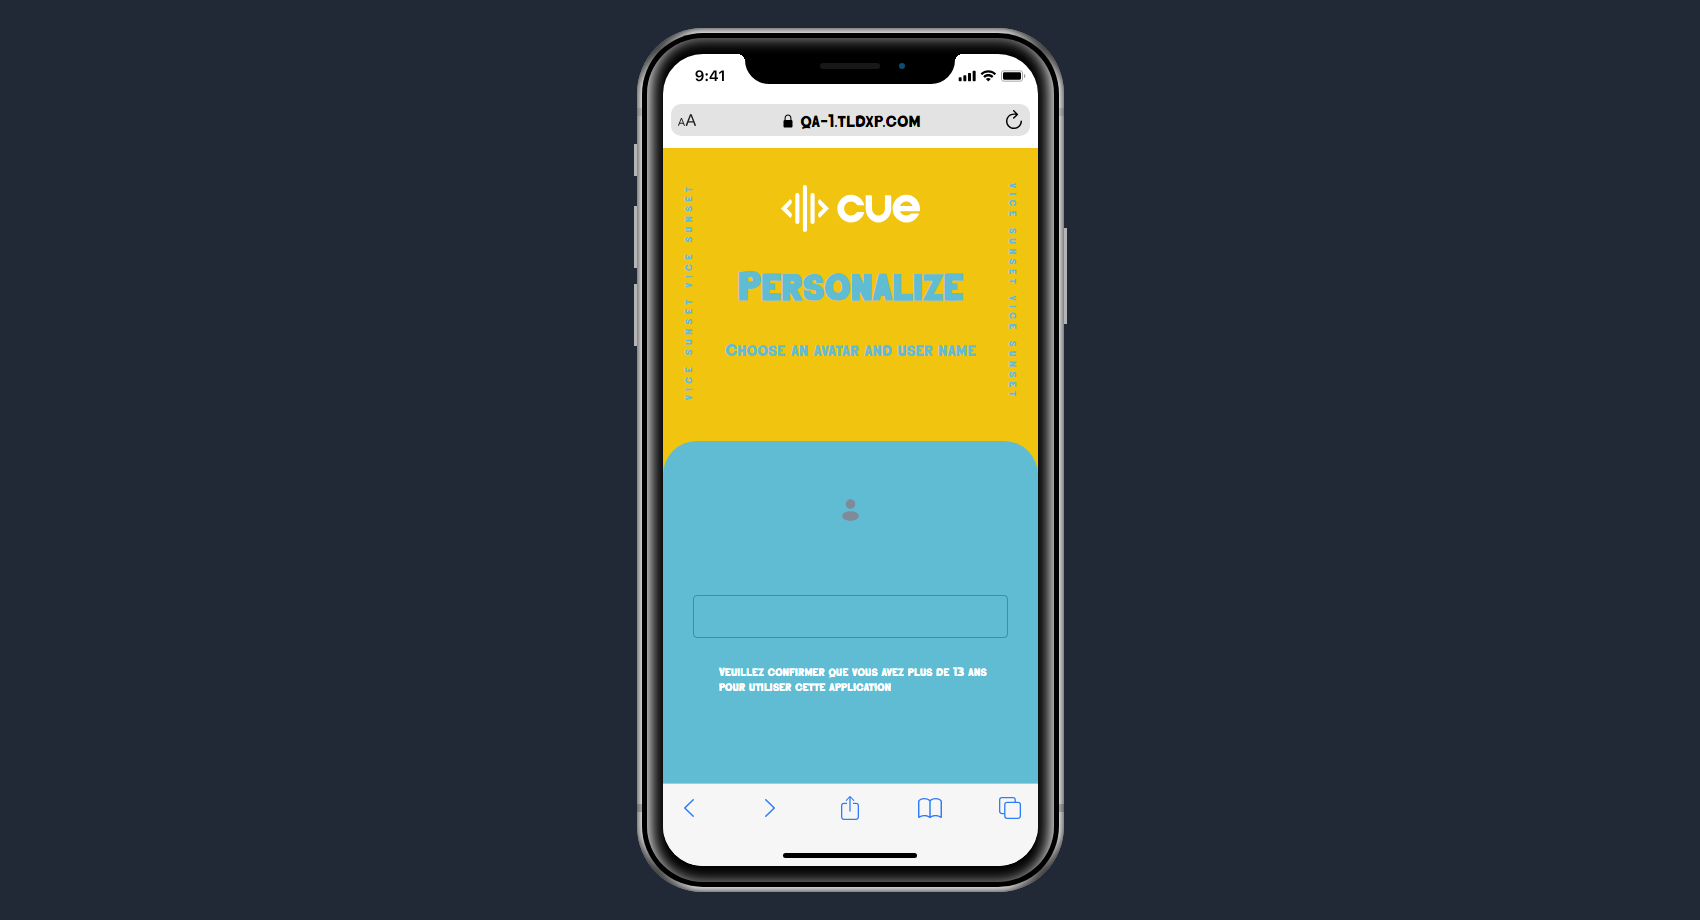 9:41
AA
QA-1.TLDXP.COM
cue
VICE SUNSET VICE SUNSET
VICE SUNSET VICE SUNSET
PERSONALIZE
CHOOSE AN AVATAR AND USER NAME
VEUILLEZ CONFIRMER QUE VOUS AVEZ PLUS DE 13 ANS
POUR UTILISER CETTE APPLICATION